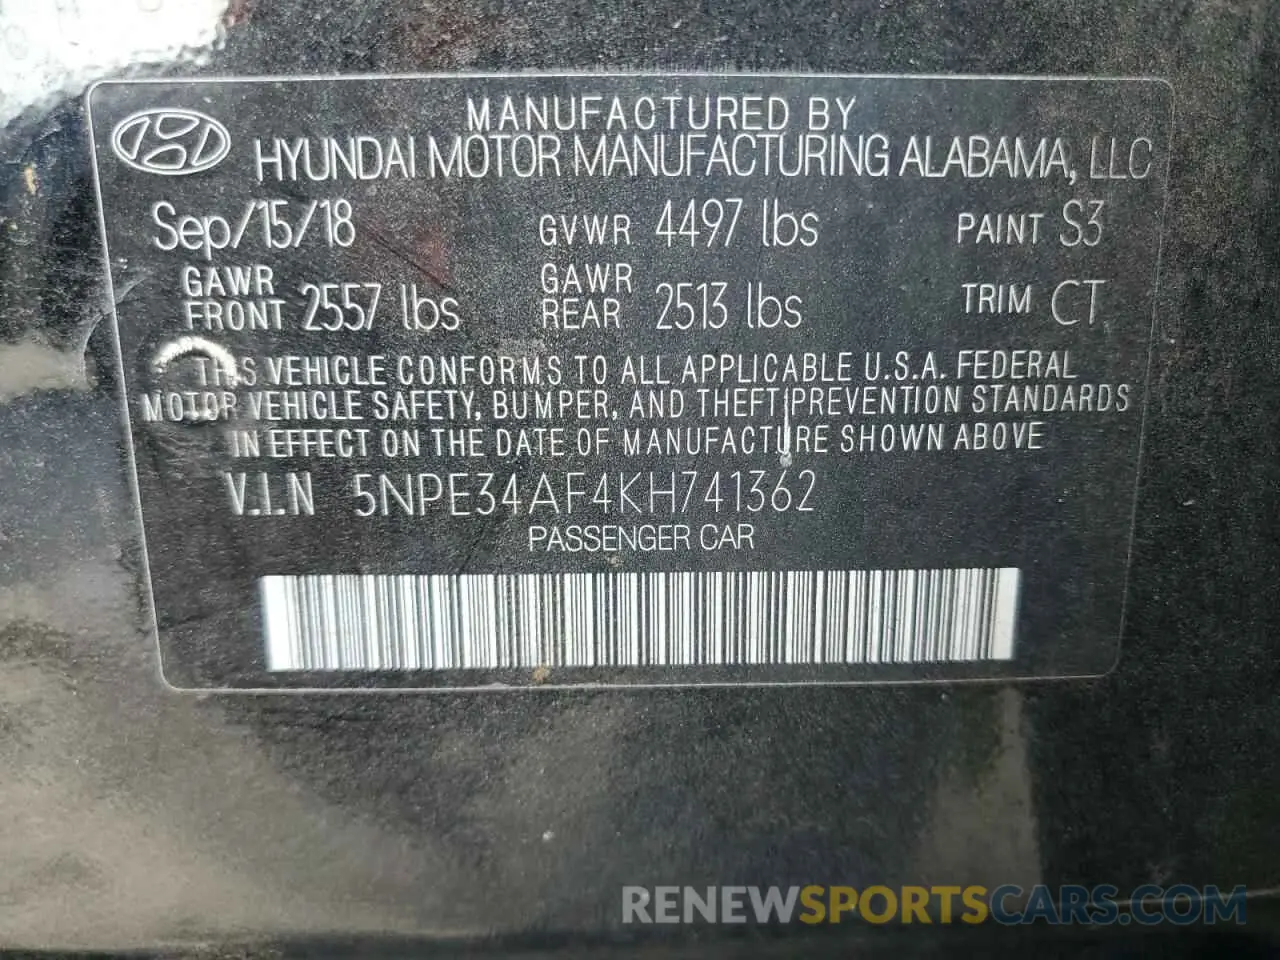 MANUFACTURED BY
HYUNDAI MOTOR MANUFACTURING ALABAMA, LLC
Sep/15/18 GVWR 4497 lbs PAINT S3
GAWR FRONT 2557 lbs GAWR REAR 2513 lbs TRIM CT
THIS VEHICLE CONFORMS TO ALL APPLICABLE U.S.A. FEDERAL
MOTOR VEHICLE SAFETY, BUMPER, AND THEFT PREVENTION STANDARDS
IN EFFECT ON THE DATE OF MANUFACTURE SHOWN ABOVE
V.I.N 5NPE34AF4KH741362
PASSENGER CAR
RENEWSPORTSCARS.COM